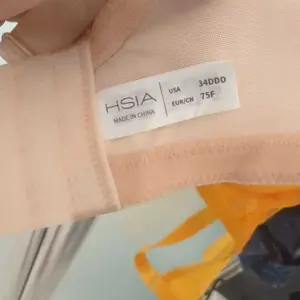 HSIA
MADE IN CHINA
USA 34DDD
EUR/CN 75F